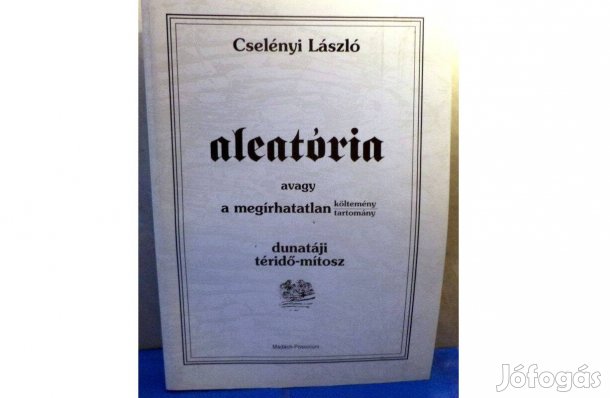 Cselényi László
aleatória
avagy
a megírhatatlan költemény
tartomány
dunatáji
téridő-mítosz
Madách-Posonium
Jófogás